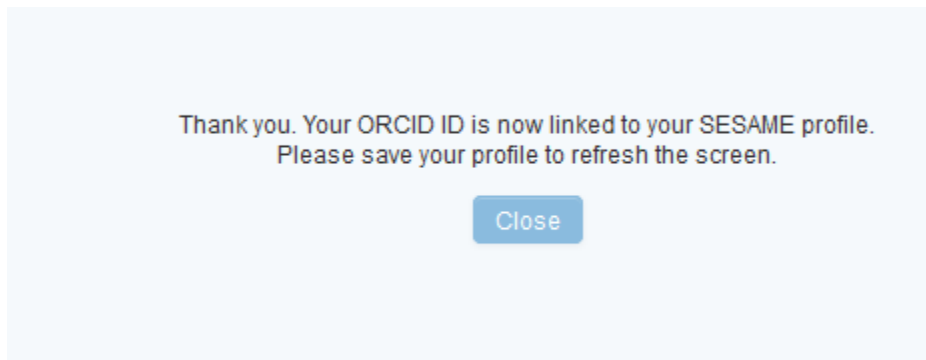 Thank you. Your ORCID ID is now linked to your SESAME profile.
Please save your profile to refresh the screen.
Close